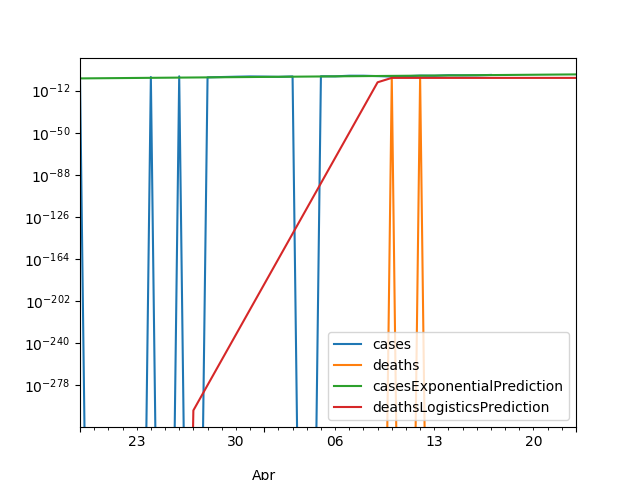 10^−12
10^−50
10^−88
10^−126
10^−164
10^−202
10^−240
10^−278
cases
deaths
casesExponentialPrediction
deathsLogisticsPrediction
23 30 06 13 20
Apr